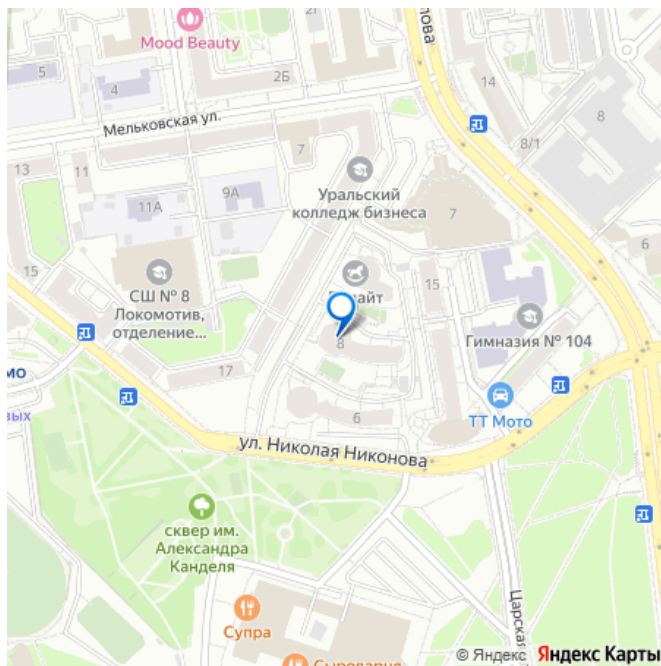 Mood Beauty
5
4
2Б
14
Мельковская ул.
8/1
8
13
11
7
9А
11А
Уральский
колледж бизнеса
7
6
15
СШ № 8
Локомотив,
отделение...
15
8
Гимназия № 104
17
ТТ Мото
6
ул. Николая Никонова
сквер им.
Александра
Канделя
Супра
Царская
Сыроварня
© Яндекс Яндекс Карты